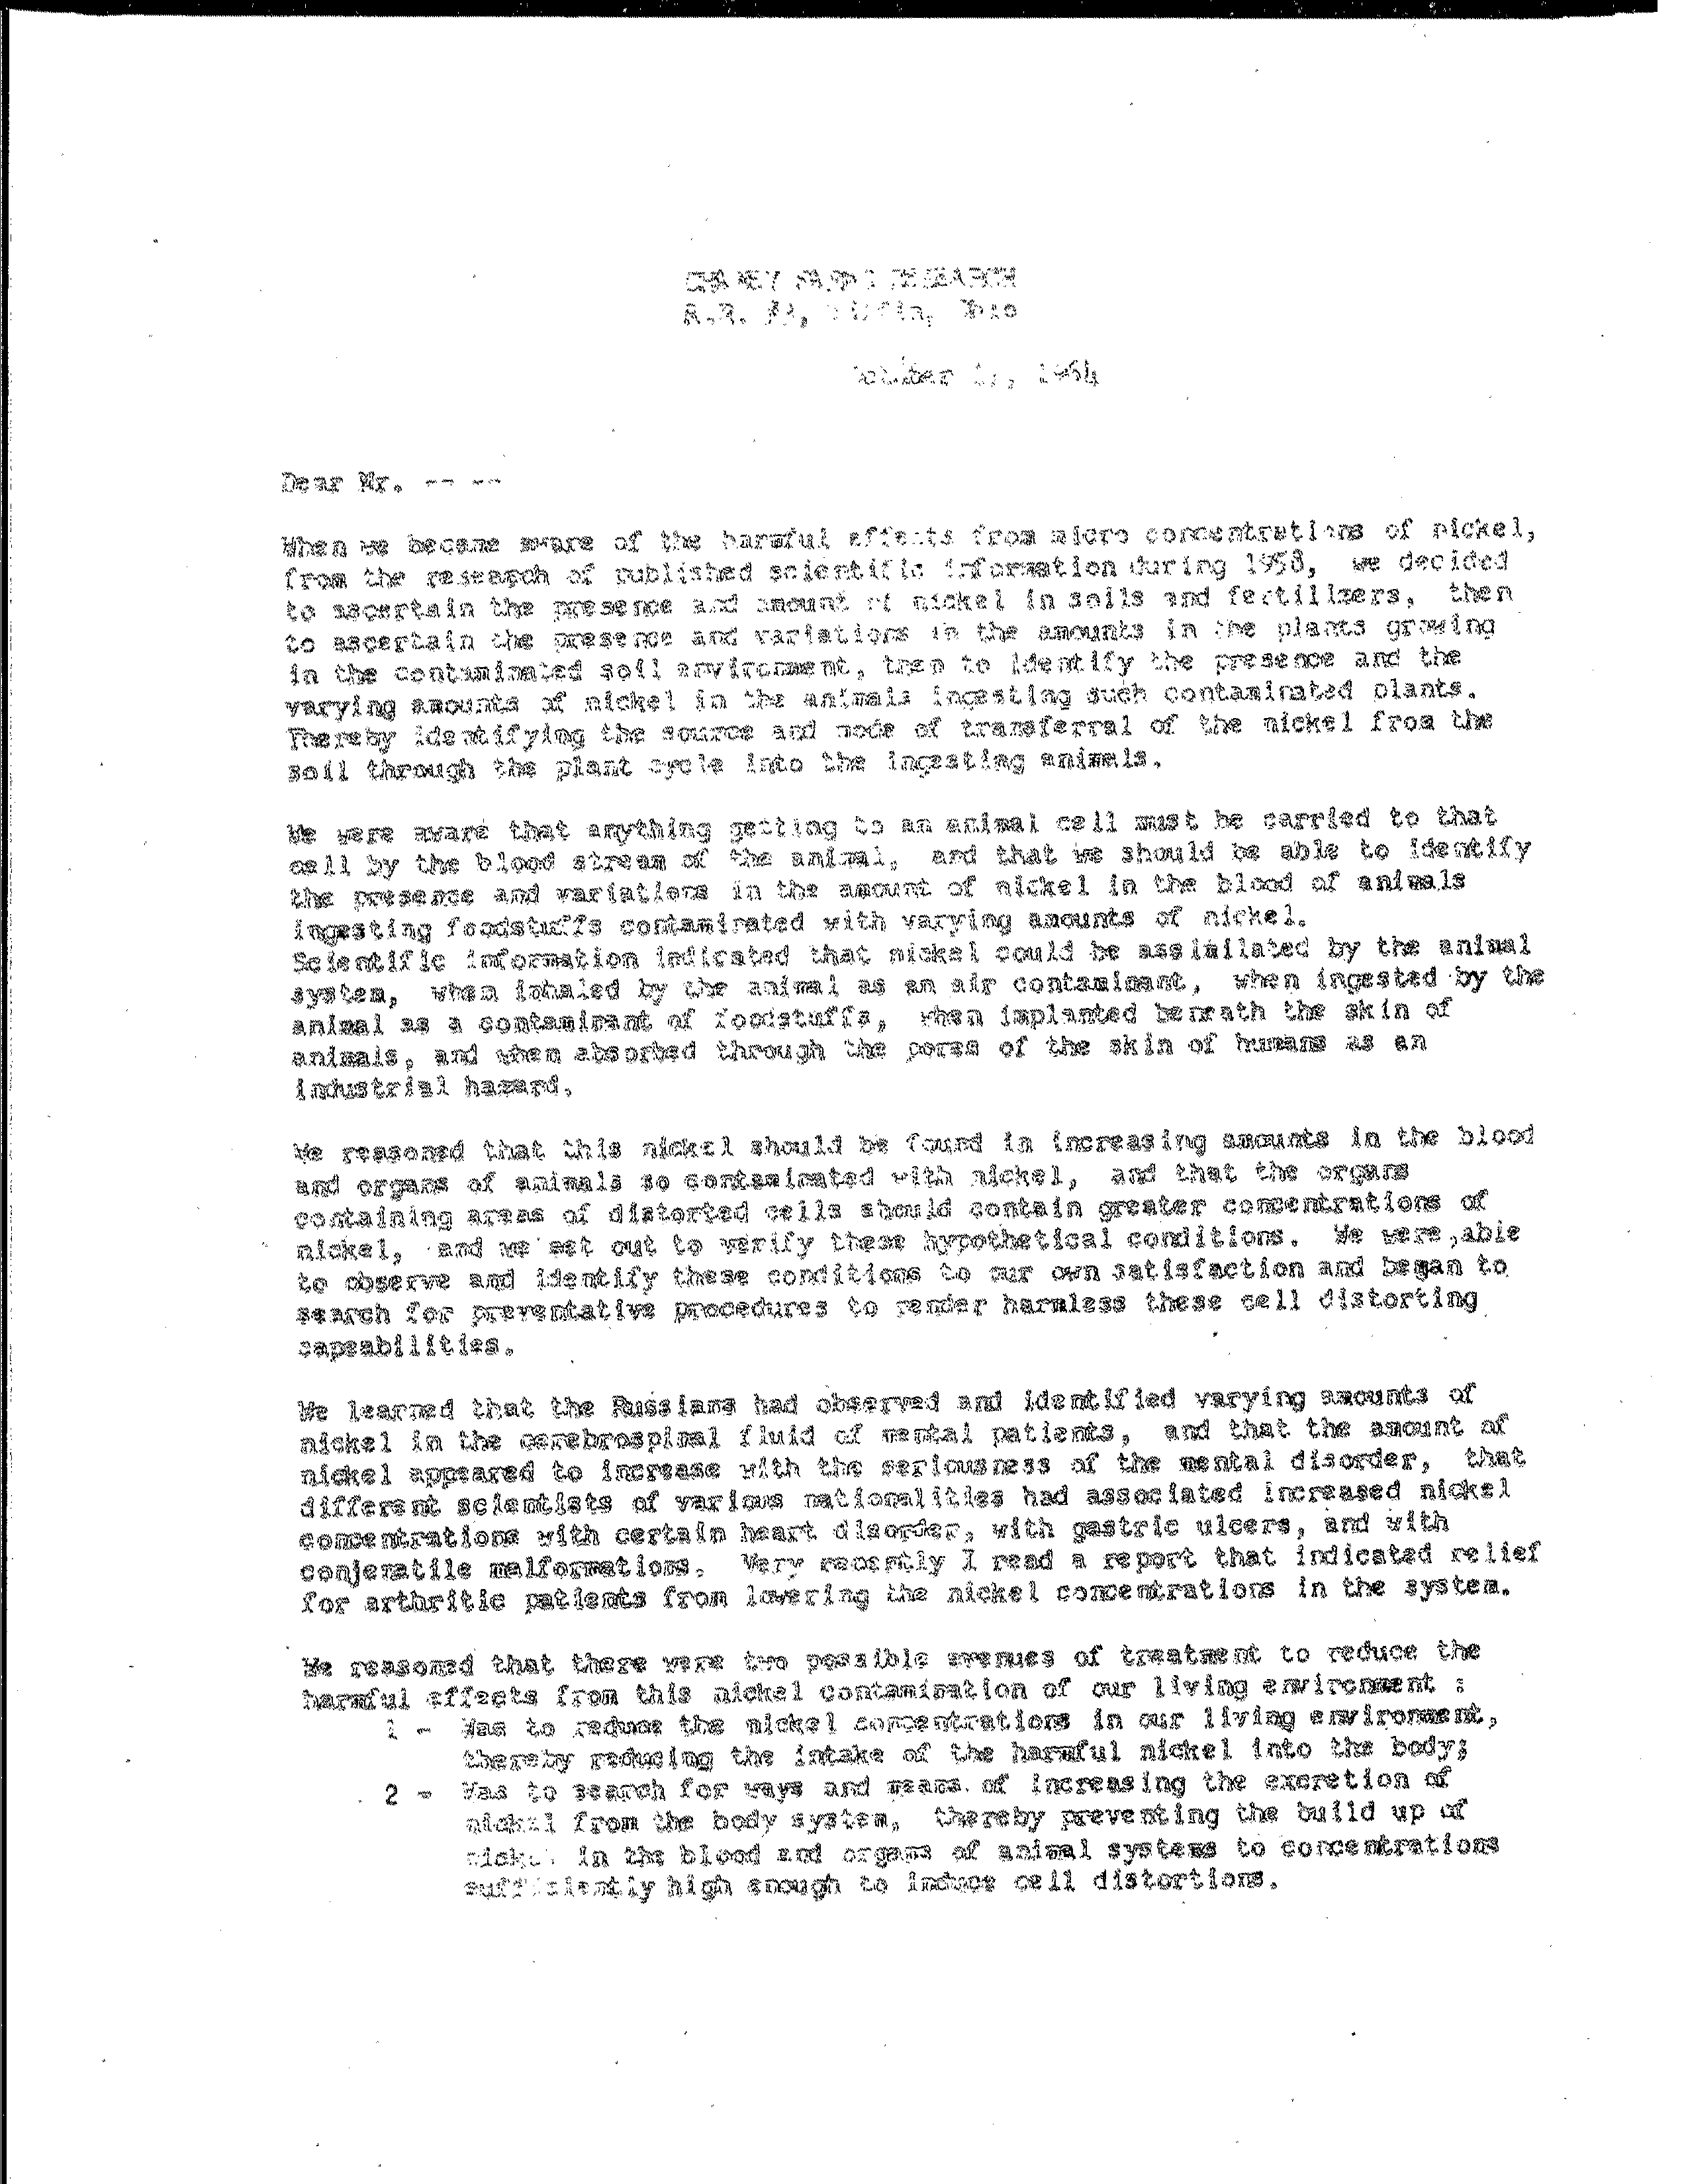 RESEARCH
R.R.
1964
Dear Mr. -- --
When we became aware of the harmful effects from micro concentrations of nickel,
from the research of published scientific information during 1958, we decided
to ascertain the presence and amount of nickel in soils and fertilizers, then
to ascertain the presence and variations in the amounts in the plants growing
in the contaminated soil environment, then to identify the presence and the
varying amounts of nickel in the animals ingesting such contaminated plants.
Thereby identifying the source and mode of transferral of the nickel from the
soil through the plant cycle into the ingesting animals.
We were aware that anything getting to an animal cell must be carried to that
cell by the blood stream of the animal, and that we should be able to identify
the presence and variations in the amount of nickel in the blood of animals
ingesting foodstuffs contaminated with varying amounts of nickel.
Scientific information indicated that nickel could be assimilated by the animal
system, when inhaled by the animal as an air contaminant, when ingested by the
animal as a contaminant of foodstuffs, when implanted beneath the skin of
animals, and when absorbed through the pores of the skin of humans as an
industrial hazard.
We reasoned that this nickel should be found in increasing amounts in the blood
and organs of animals so contaminated with nickel, and that the organs
containing areas of distorted cells should contain greater concentrations of
nickel, and we set out to verify these hypothetical conditions. We were,able
to observe and identify these conditions to our own satisfaction and began to
search for preventative procedures to render harmless these cell distorting
capeabilities.
We learned that the Russians had observed and identified varying amounts of
nickel in the cerebrospinal fluid of mental patients, and that the amount of
nickel appeared to increase with the seriousness of the mental disorder, that
different scientists of various nationalities had associated increased nickel
concentrations with certain heart disorder, with gastric ulcers, and with
conjenatile malformations. Very recently I read a report that indicated relief
for arthritic patients from lowering the nickel concentrations in the system.
We reasoned that there were two possible avenues of treatment to reduce the
harmful effects from this nickel contamination of our living environment :
1 - Was to reduce the nickel concentrations in our living environment,
thereby reducing the intake of the harmful nickel into the body;
2 - Was to search for ways and means of increasing the excretion of
nickel from the body system, thereby preventing the build up of
nickel in the blood and organs of animal systems to concentrations
sufficiently high enough to induce cell distortions.